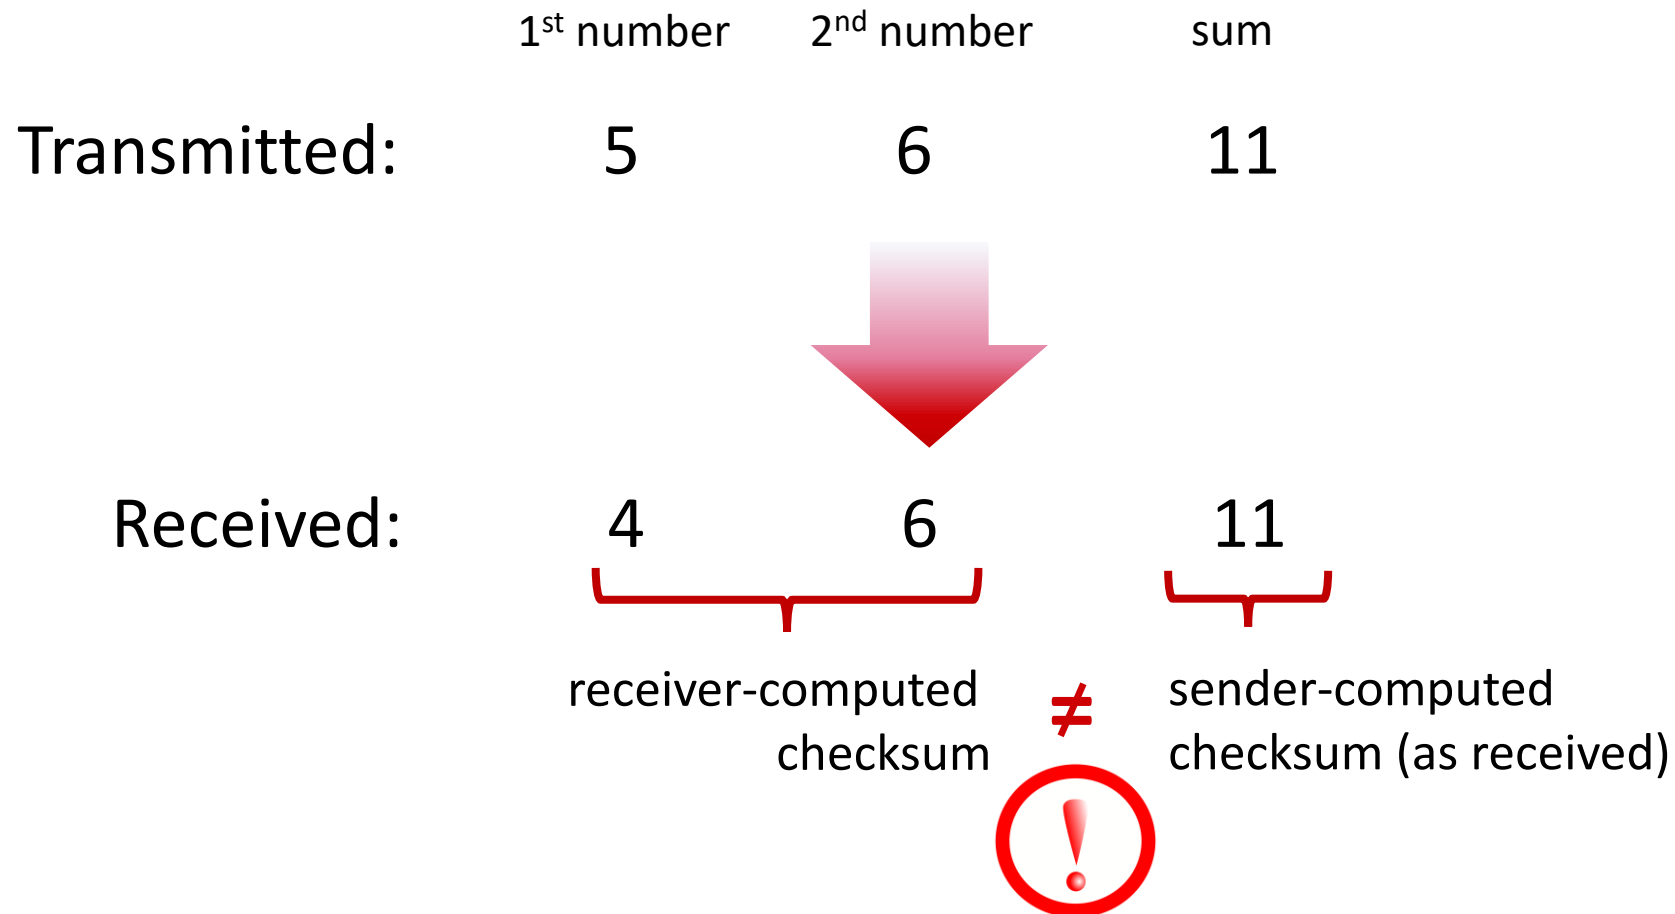 1st number 2nd number sum
Transmitted: 5 6 11
Received: 4 6 11
receiver-computed ≠ sender-computed
checksum checksum (as received)
!